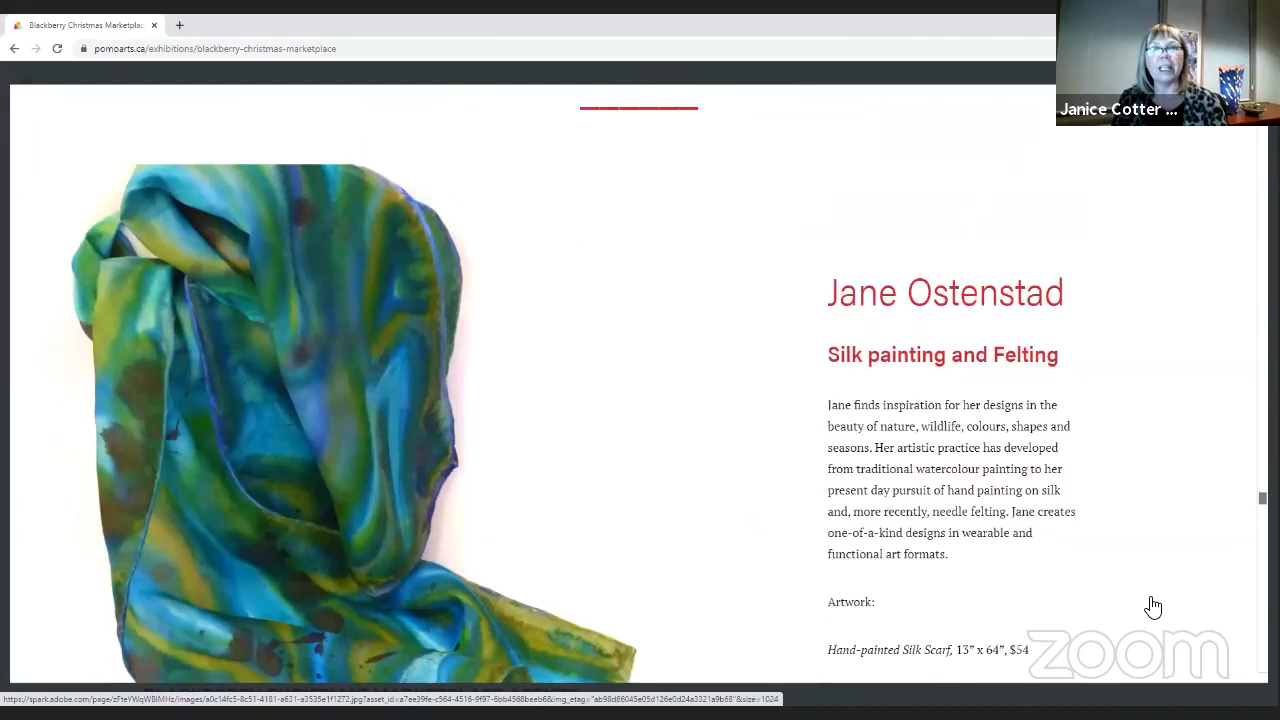 Blackberry Christmas Marketplac
pomoarts.ca/exhibitions/blackberry-christmas-marketplace
Janice Cotter ...
Jane Ostenstad
Silk painting and Felting
Jane finds inspiration for her designs in the
beauty of nature, wildlife, colours, shapes and
seasons. Her artistic practice has developed
from traditional watercolour painting to her
present day pursuit of hand painting on silk
and, more recently, needle felting. Jane creates
one-of-a-kind designs in wearable and
functional art formats.
Artwork:
Hand-painted Silk Scarf, 13” x 64”, $54
zoom